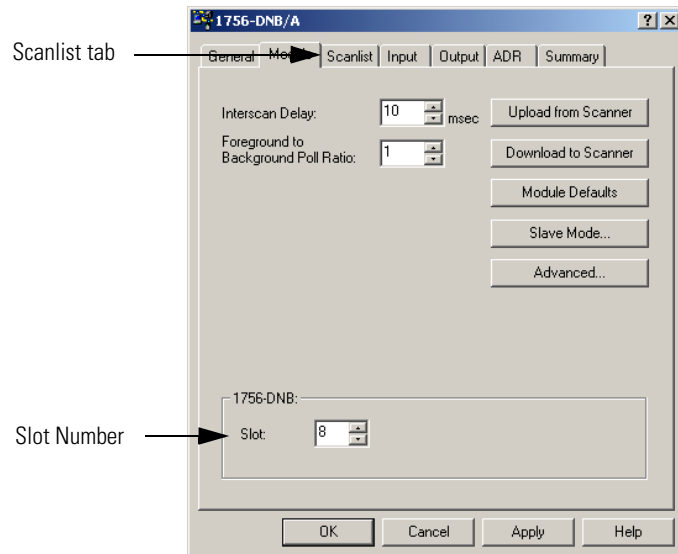 1756-DNB/A
Scanlist tab
General Module Scanlist Input Output ADR Summary
Interscan Delay: 10 msec Upload from Scanner
Foreground to
Background Poll Ratio: 1 Download to Scanner
Module Defaults
Slave Mode...
Advanced...
1756-DNB:
Slot Number
Slot: 8
OK Cancel Apply Help